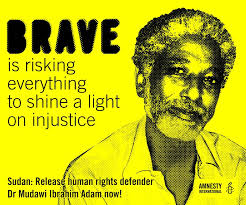 BRAVE
is risking
everything
to shine a light
on injustice
Sudan: Release human rights defender
Dr Mudawi Ibrahim Adam now!
AMNESTY
INTERNATIONAL